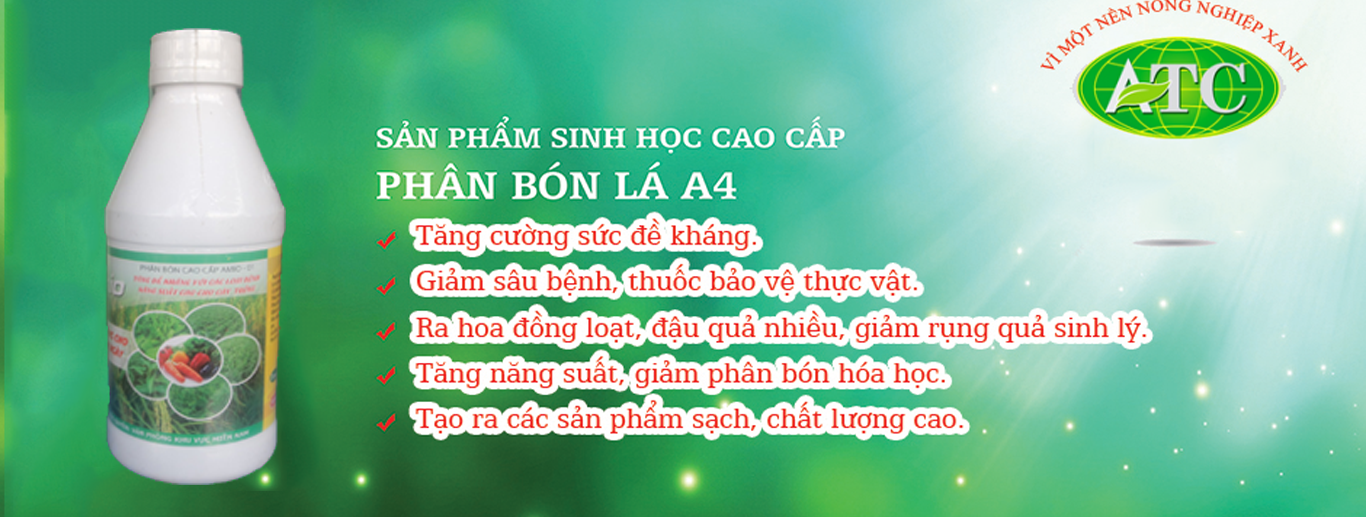 VÌ MỘT NỀN NÔNG NGHIỆP XANH
ATC
SẢN PHẨM SINH HỌC CAO CẤP
PHÂN BÓN LÁ A4
Tăng cường sức đề kháng.
Giảm sâu bệnh, thuốc bảo vệ thực vật.
Ra hoa đồng loạt, đậu quả nhiều, giảm rụng quả sinh lý.
Tăng năng suất, giảm phân bón hóa học.
Tạo ra các sản phẩm sạch, chất lượng cao.
PHÂN BÓN CAO CẤP